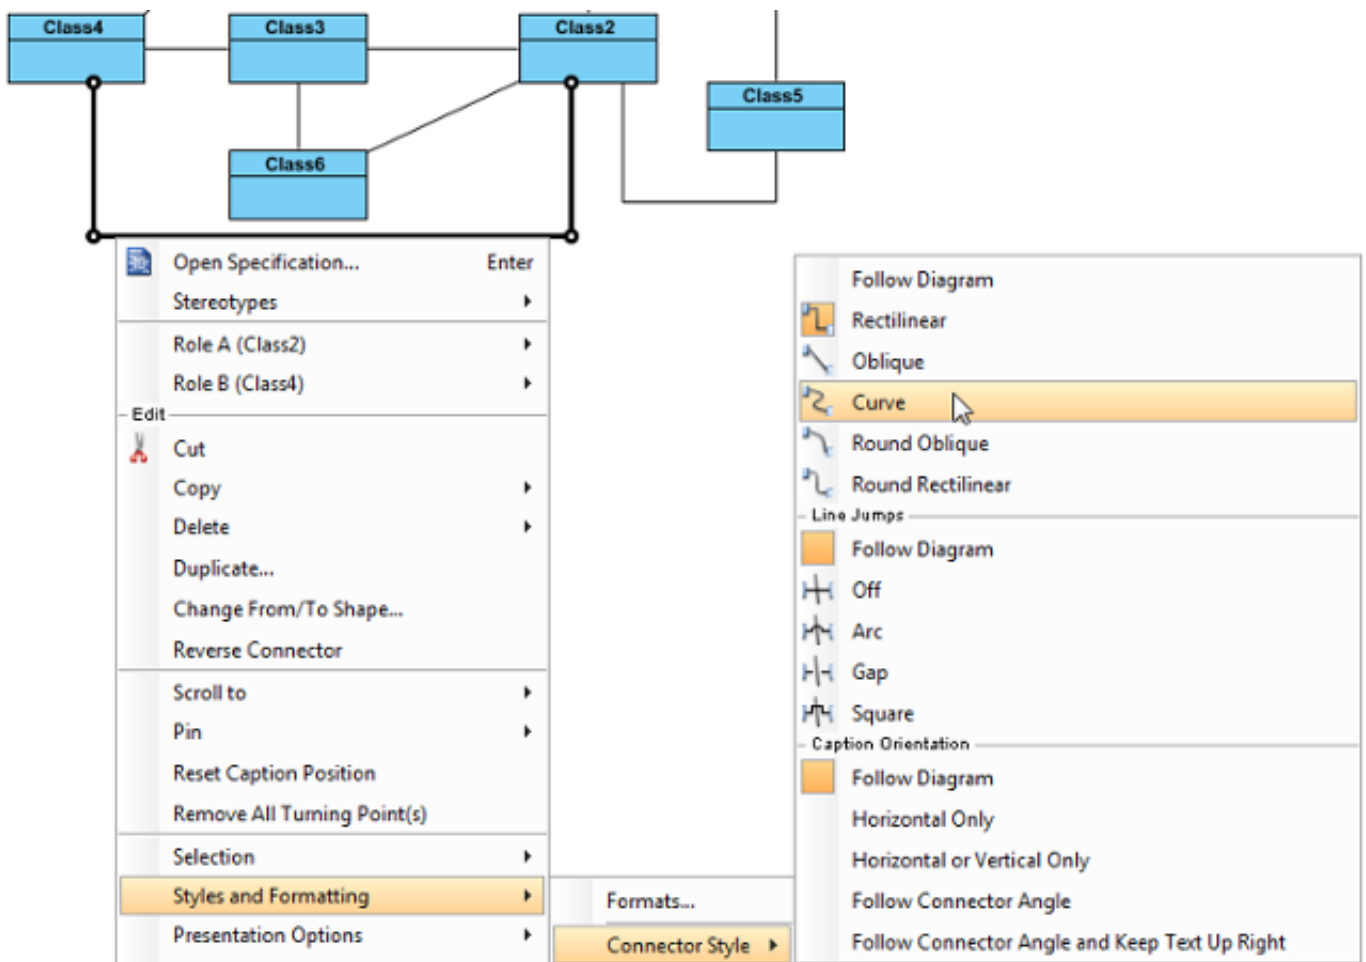 Class4
Class3
Class2
Class5
Class6
Open Specification... Enter
Stereotypes
Role A (Class2)
Role B (Class4)
Edit
Cut
Copy
Delete
Duplicate...
Change From/To Shape...
Reverse Connector
Scroll to
Pin
Reset Caption Position
Remove All Turning Point(s)
Selection
Styles and Formatting
Presentation Options
Formats...
Connector Style
Follow Diagram
Rectilinear
Oblique
Curve
Round Oblique
Round Rectilinear
Line Jumps
Follow Diagram
Off
Arc
Gap
Square
Caption Orientation
Follow Diagram
Horizontal Only
Horizontal or Vertical Only
Follow Connector Angle
Follow Connector Angle and Keep Text Up Right